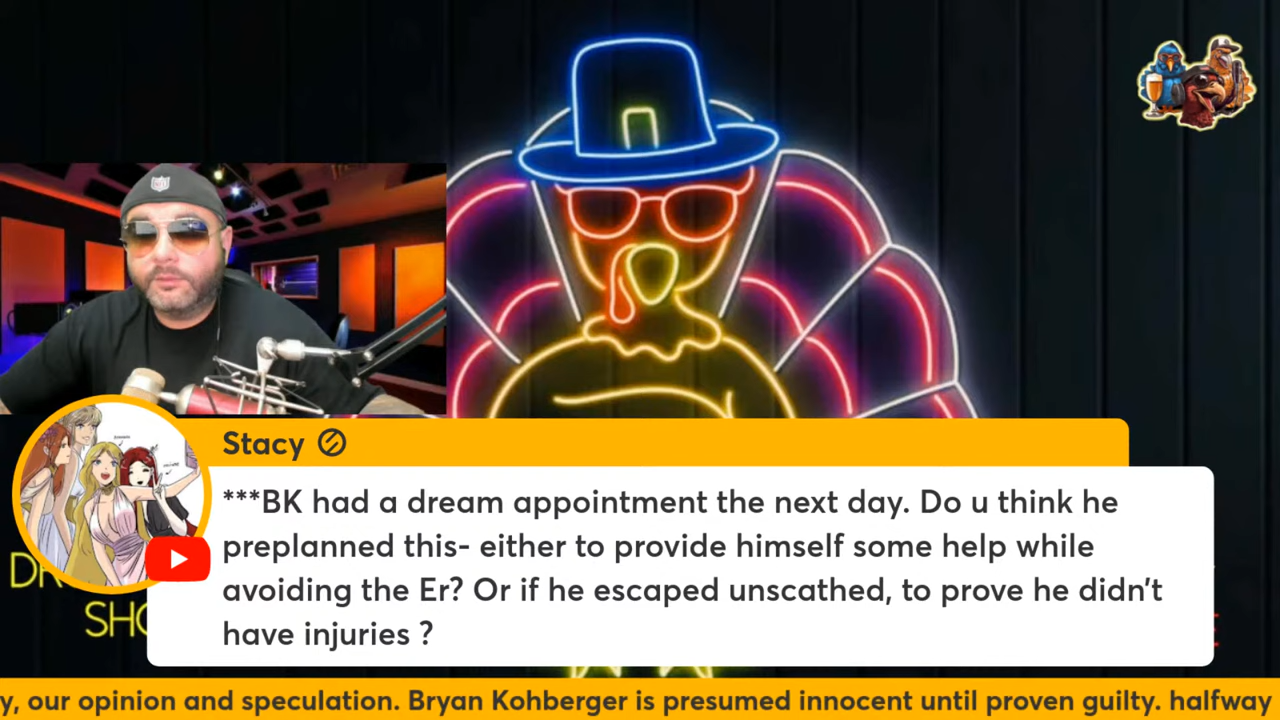 Stacy
***BK had a dream appointment the next day. Do u think he
preplanned this- either to provide himself some help while
avoiding the Er? Or if he escaped unscathed, to prove he didn't
have injuries ?
DR
SHO
y, our opinion and speculation. Bryan Kohberger is presumed innocent until proven guilty. halfway